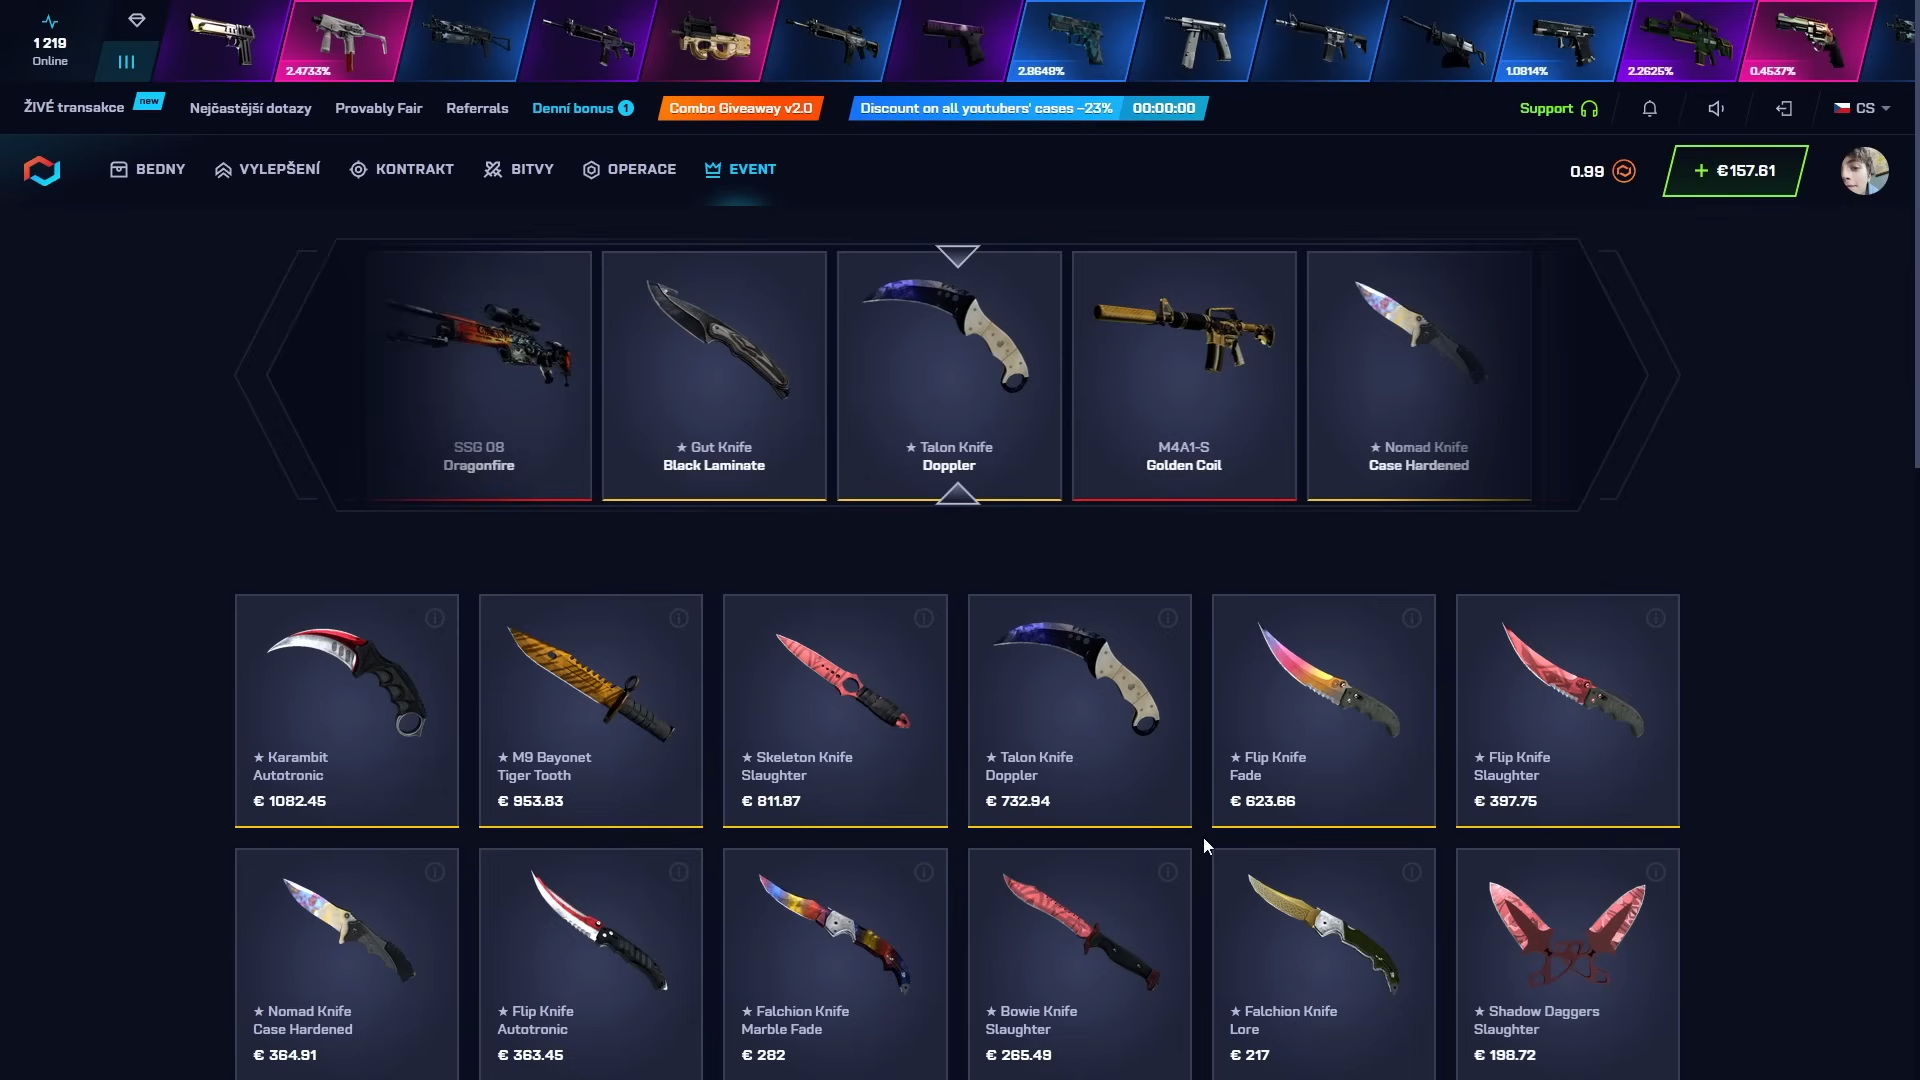 1 219
Online
2.4733%
2.8648%
1.0814%
2.2625%
0.4537%
ŽIVÉ transakce
new
Nejčastější dotazy
Provably Fair
Referrals
Denní bonus 1
Combo Giveaway v2.0
Discount on all youtubers' cases −23%
00:00:00
Support
CS
BEDNY
VYLEPŠENÍ
KONTRAKT
BITVY
OPERACE
EVENT
0.99
+ €157.61
SSG 08
Dragonfire
★ Gut Knife
Black Laminate
★ Talon Knife
Doppler
M4A1-S
Golden Coil
★ Nomad Knife
Case Hardened
★ Karambit
Autotronic
€ 1082.45
★ M9 Bayonet
Tiger Tooth
€ 953.83
★ Skeleton Knife
Slaughter
€ 811.87
★ Talon Knife
Doppler
€ 732.94
★ Flip Knife
Fade
€ 623.66
★ Flip Knife
Slaughter
€ 397.75
★ Nomad Knife
Case Hardened
€ 364.91
★ Flip Knife
Autotronic
€ 363.45
★ Falchion Knife
Marble Fade
€ 282
★ Bowie Knife
Slaughter
€ 265.49
★ Falchion Knife
Lore
€ 217
★ Shadow Daggers
Slaughter
€ 198.72